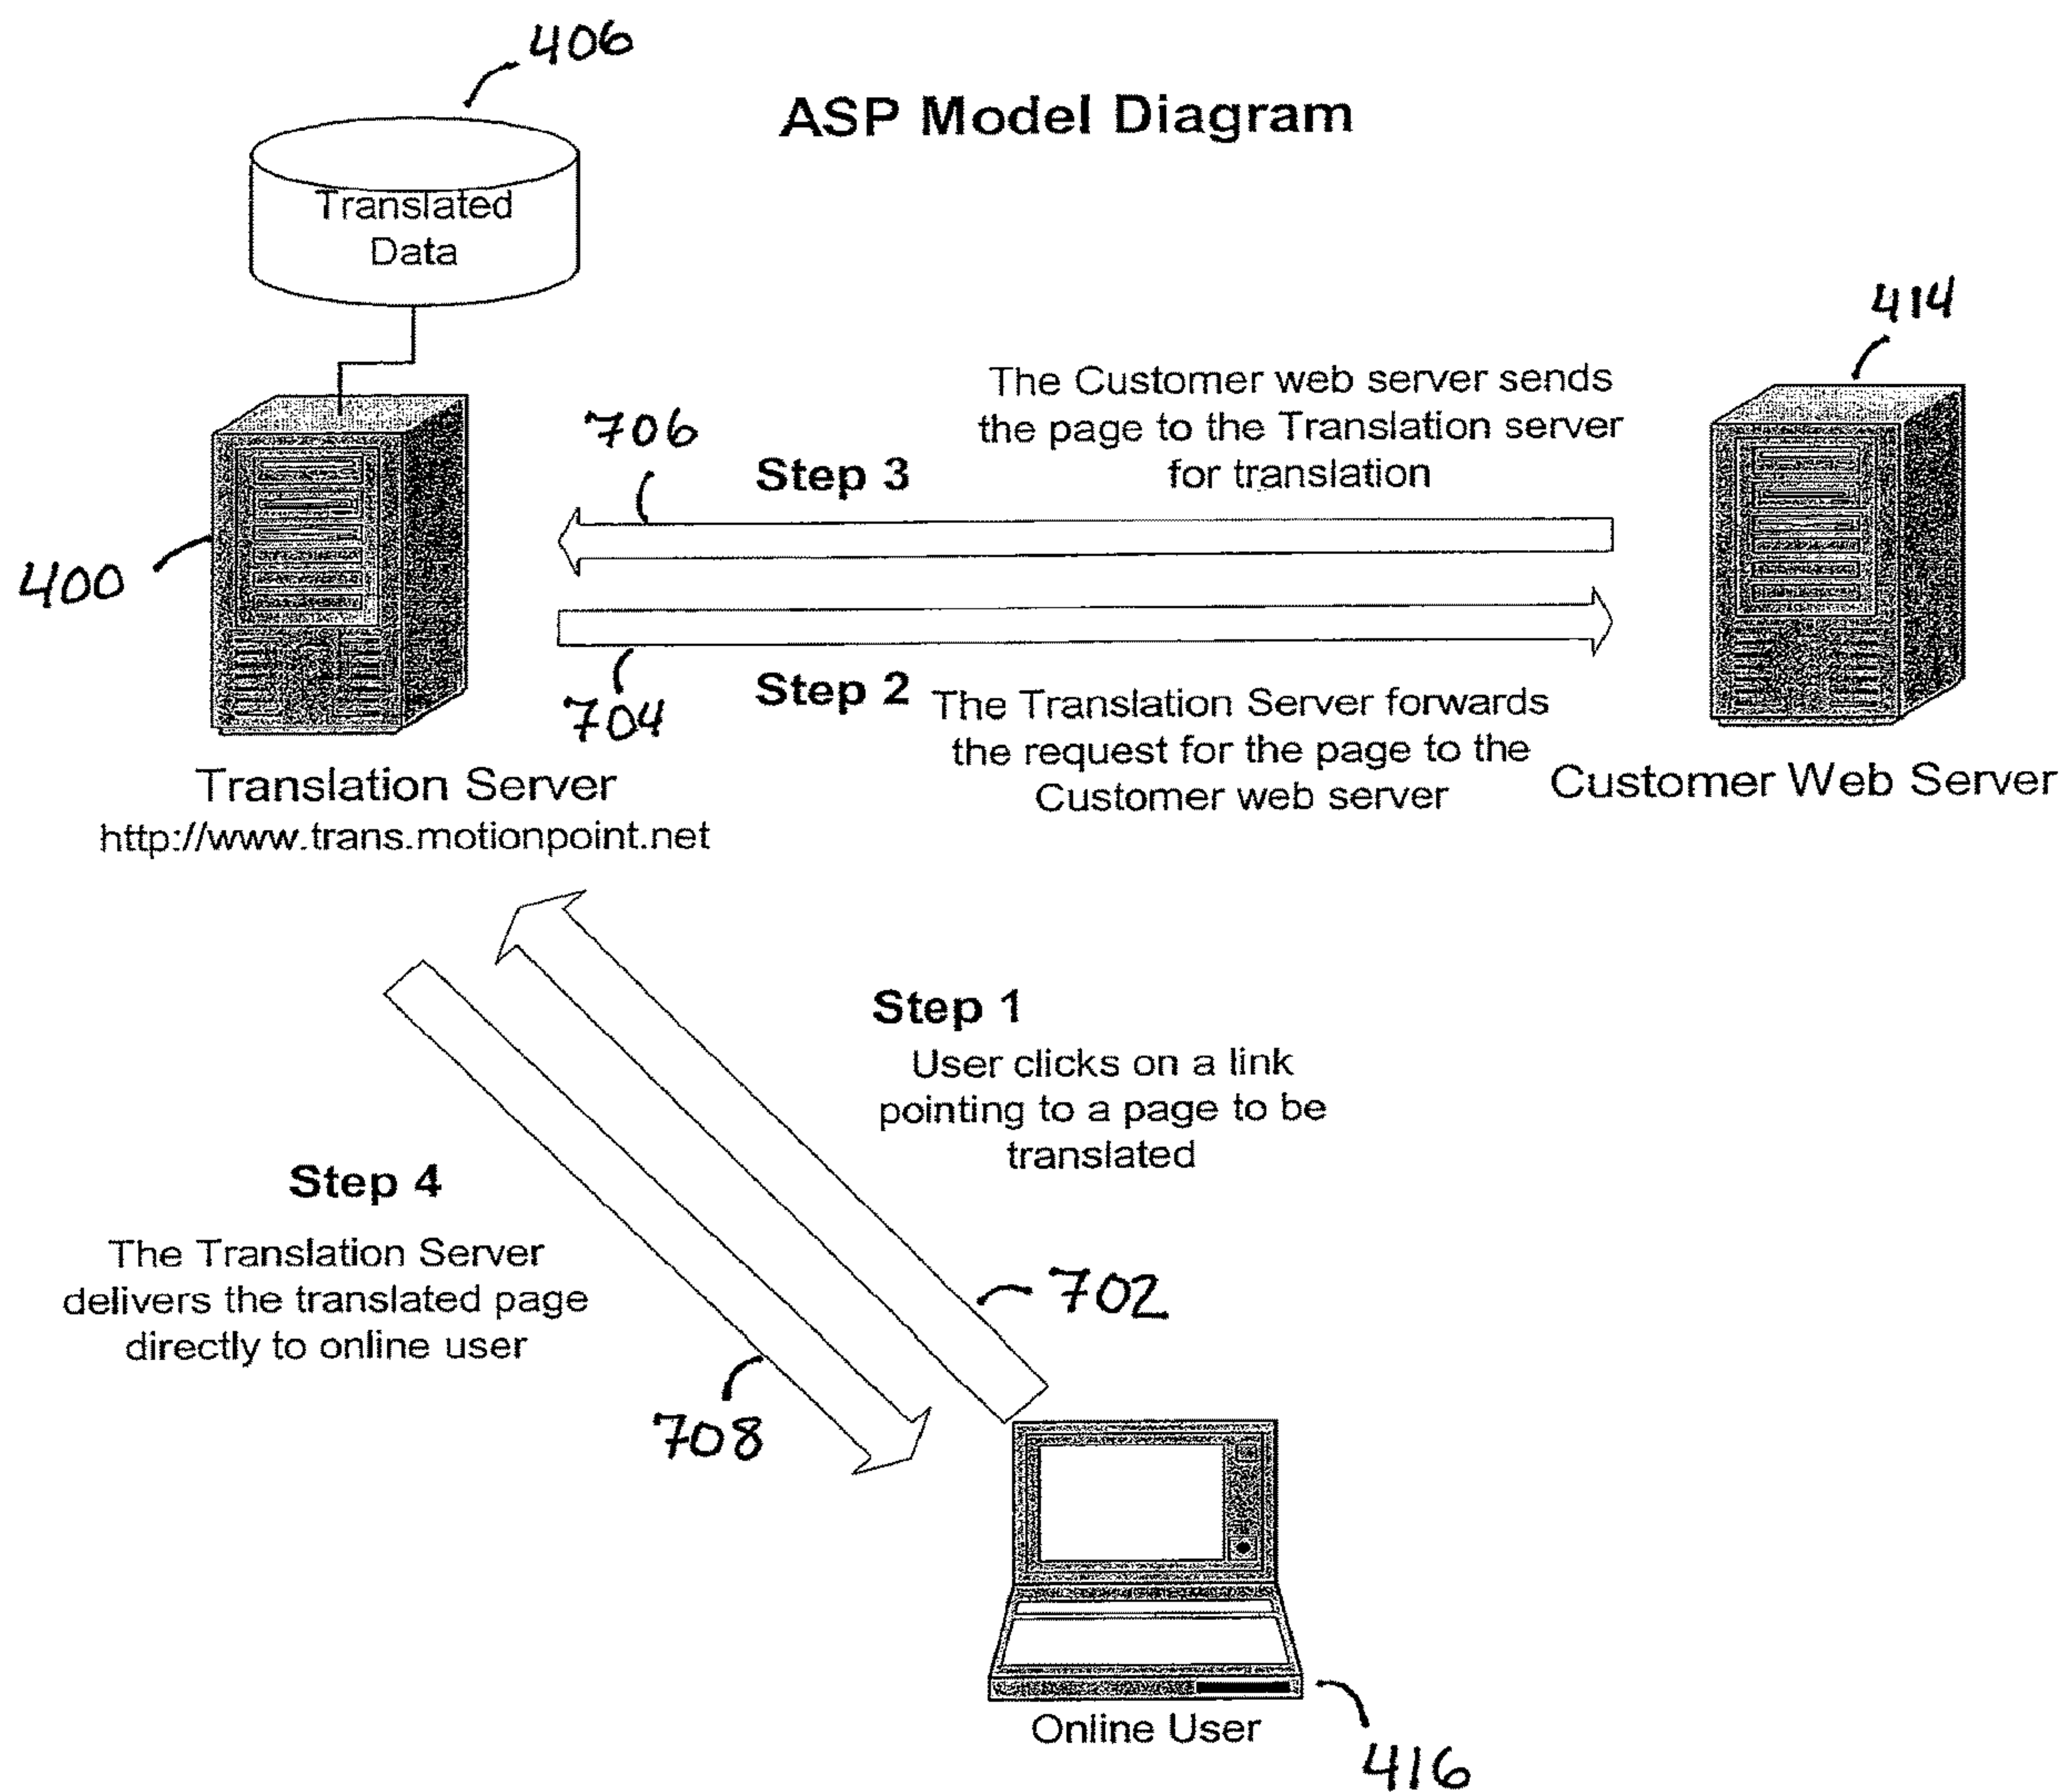 406
ASP Model Diagram
Translated
Data
414
The Customer web server sends
the page to the Translation server
for translation
706
Step 3
400
704
Step 2
The Translation Server forwards
the request for the page to the
Customer web server
Translation Server
http://www.trans.motionpoint.net
Customer Web Server
Step 1
User clicks on a link
pointing to a page to be
translated
Step 4
The Translation Server
delivers the translated page
directly to online user
702
708
Online User
416